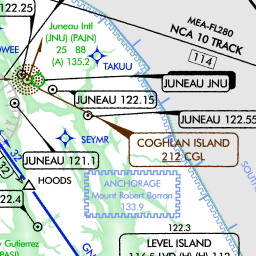 122.25
MEA-FL280
NCA 10 TRACK
114
Juneau Intl
(JNU) (PAJN)
25 88
(A) 135.2
TAKUU
JUNEAU JNU
JUNEAU 122.15
JUNEAU 122.55
SEYMR
COGHLAN ISLAND
212 CGL
JUNEAU 121.1
32
HOODS
ANCHORAGE
Mount Robert Barron
133.9
122.4
Gutierrez
122.3
LEVEL ISLAND